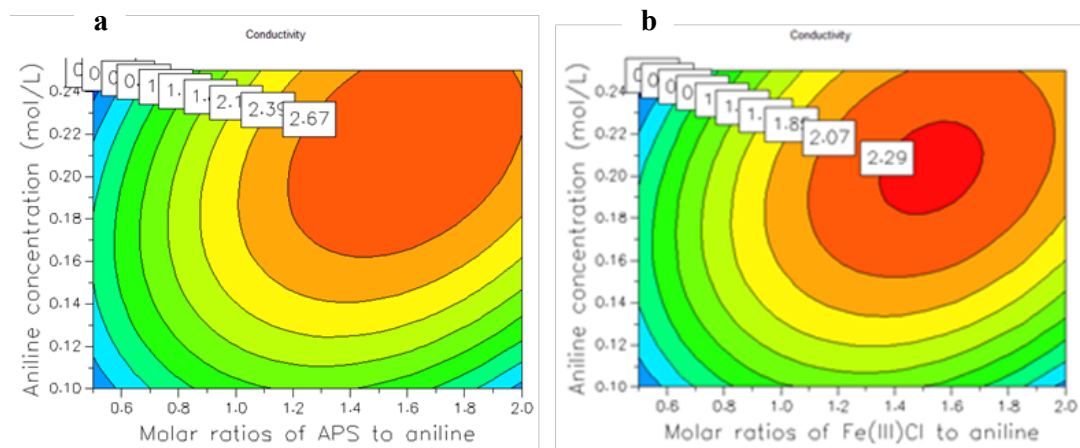 a
Conductivity
2.39
2.67
0.24
0.22
0.20
0.18
0.16
0.14
0.12
0.10
Aniline concentration (mol/L)
0.6 0.8 1.0 1.2 1.4 1.6 1.8 2.0
Molar ratios of APS to aniline
b
Conductivity
1.85
2.07
2.29
0.22
0.20
0.18
0.16
0.14
0.12
0.10
Aniline concentration (mol/L)
0.6 0.8 1.0 1.2 1.4 1.6 1.8 2.0
Molar ratios of Fe(III)Cl to aniline